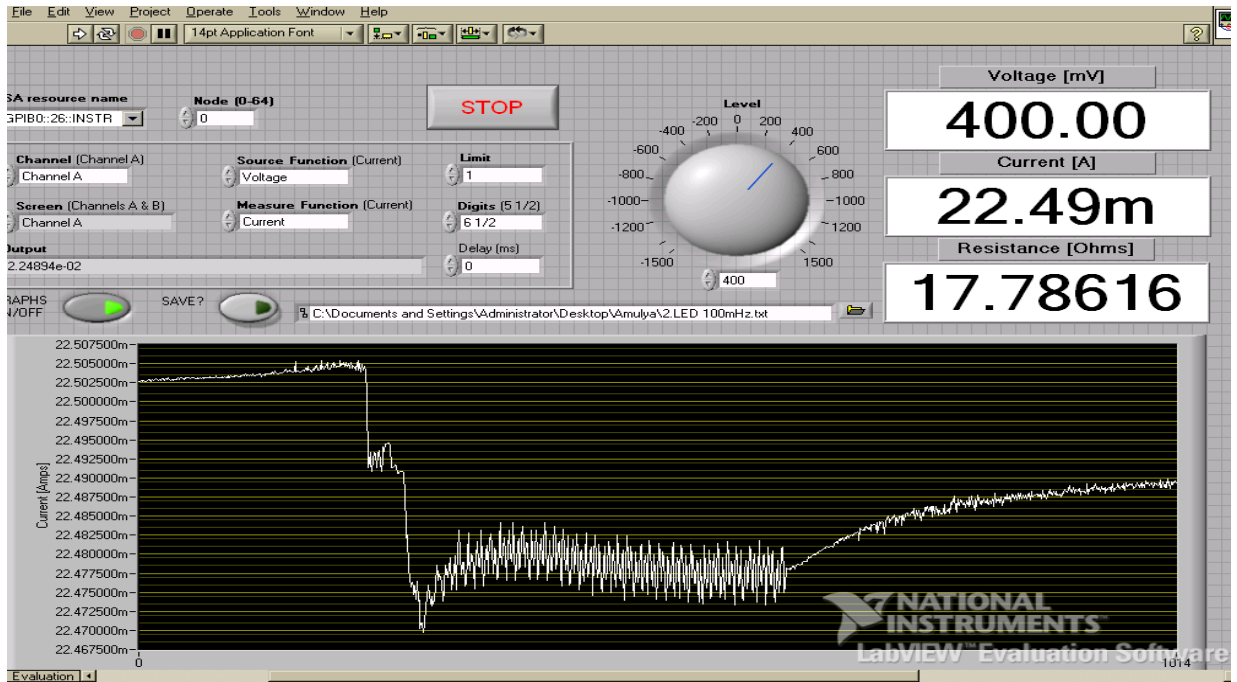 File Edit View Project Operate Tools Window Help
14pt Application Font
?
SA resource name
GPIB0::26::INSTR
Node (0-64)
0
STOP
Channel (Channel A)
Channel A
Source Function (Current)
Voltage
Limit
1
Screen (Channels A & B)
Channel A
Measure Function (Current)
Current
Digits (5 1/2)
6 1/2
Output
2.24894e-02
Delay (ms)
0
Level
-200 0 200
-400 400
-600 600
-800 800
-1000 1000
-1200 1200
-1500 1500
400
Voltage [mV]
400.00
Current [A]
22.49m
Resistance [Ohms]
17.78616
RAPHS
N/OFF
SAVE?
C:\Documents and Settings\Administrator\Desktop\Amulya\2.LED 100mHz.txt
22.507500m
22.505000m
22.502500m
22.500000m
22.497500m
22.495000m
22.492500m
22.490000m
22.487500m
22.485000m
22.482500m
22.480000m
22.477500m
22.475000m
22.472500m
22.470000m
22.467500m
Current [Amps]
0
1014
NATIONAL
INSTRUMENTS
LabVIEW™ Evaluation Software
Evaluation